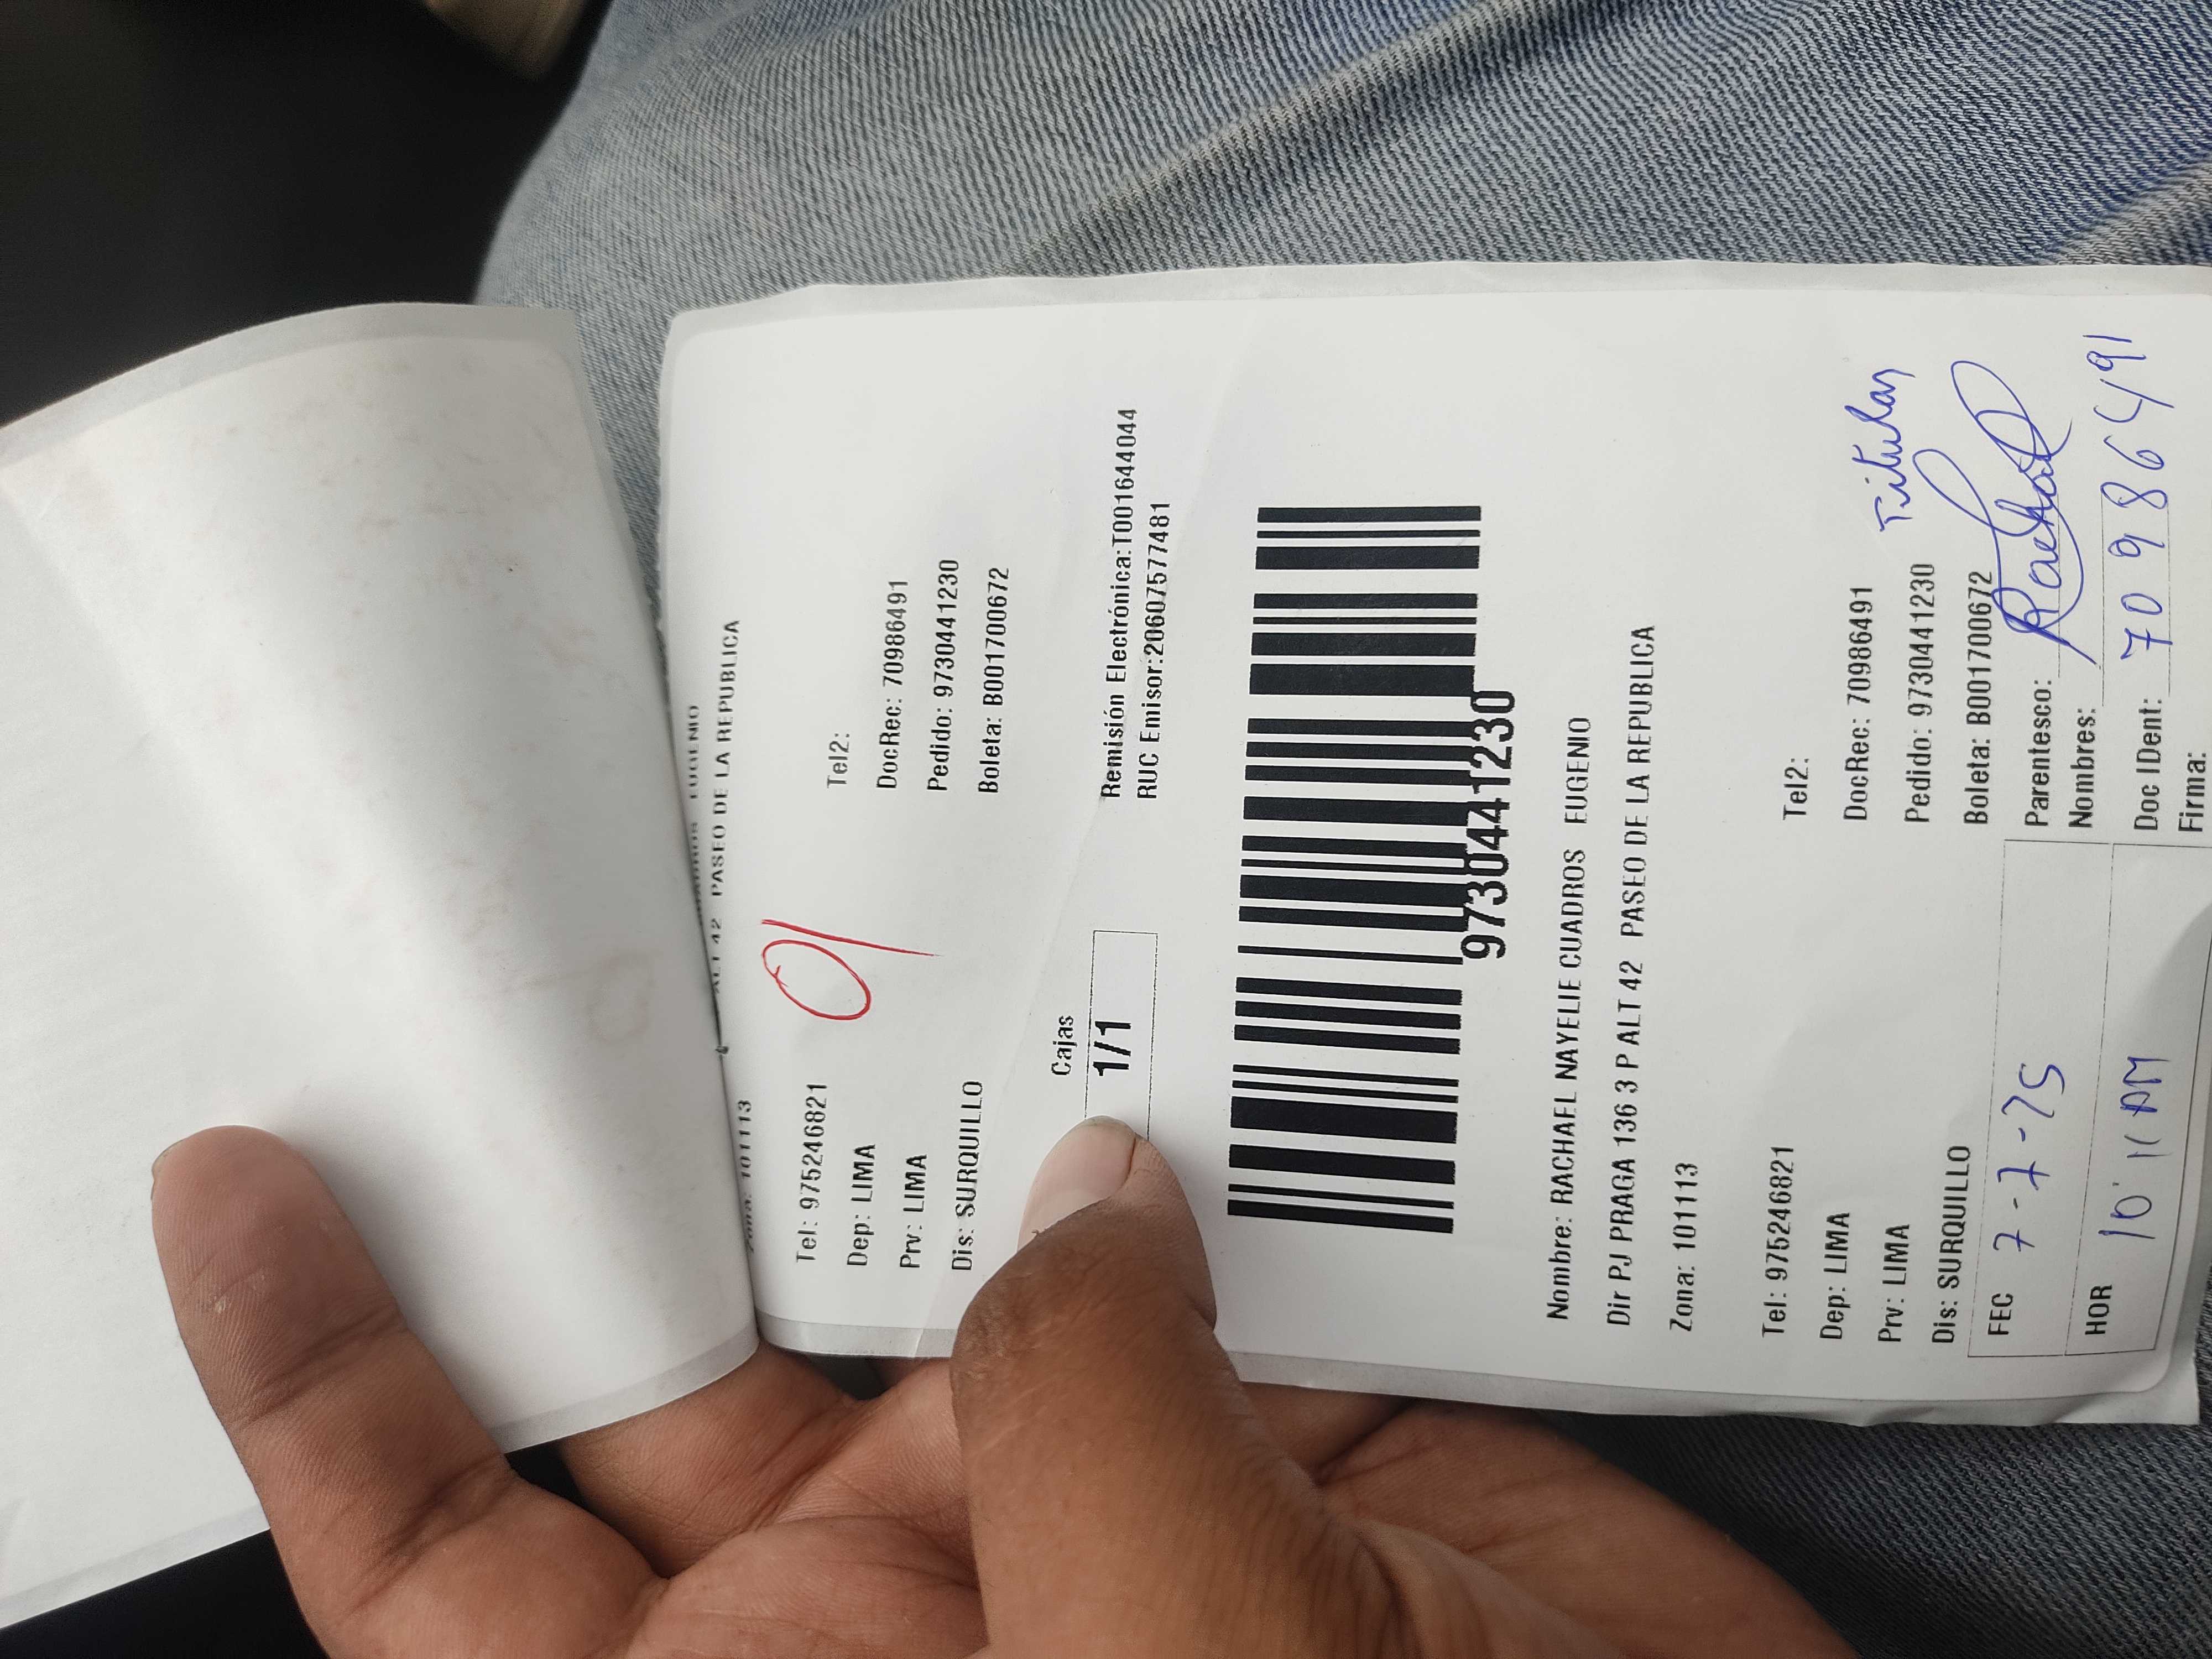 EUGENIO
ALT 42 PASEO DE LA REPUBLICA
Zona: 101113
Tel: 975246821
Tel2:
01
Dep: LIMA
DocRec: 70986491
Prv: LIMA
Pedido: 9730441230
Dis: SURQUILLO
Boleta: B001700672
Cajas
1/1
Remisión Electrónica:T001644044
RUC Emisor:20607577481
9730441230
Nombre: RACHAEL NAYELIE CUADROS EUGENIO
Dir PJ PRAGA 136 3 P ALT 42 PASEO DE LA REPUBLICA
Zona: 101113
Tel: 975246821
Tel2:
Dep: LIMA
DocRec: 70986491
Titular
Prv: LIMA
Pedido: 9730441230
Dis: SURQUILLO
Boleta: B001700672
FEC 7-7-25
Parentesco:
Nombres:
HOR 10 11 AM
Doc IDent: 70986491
Firma: